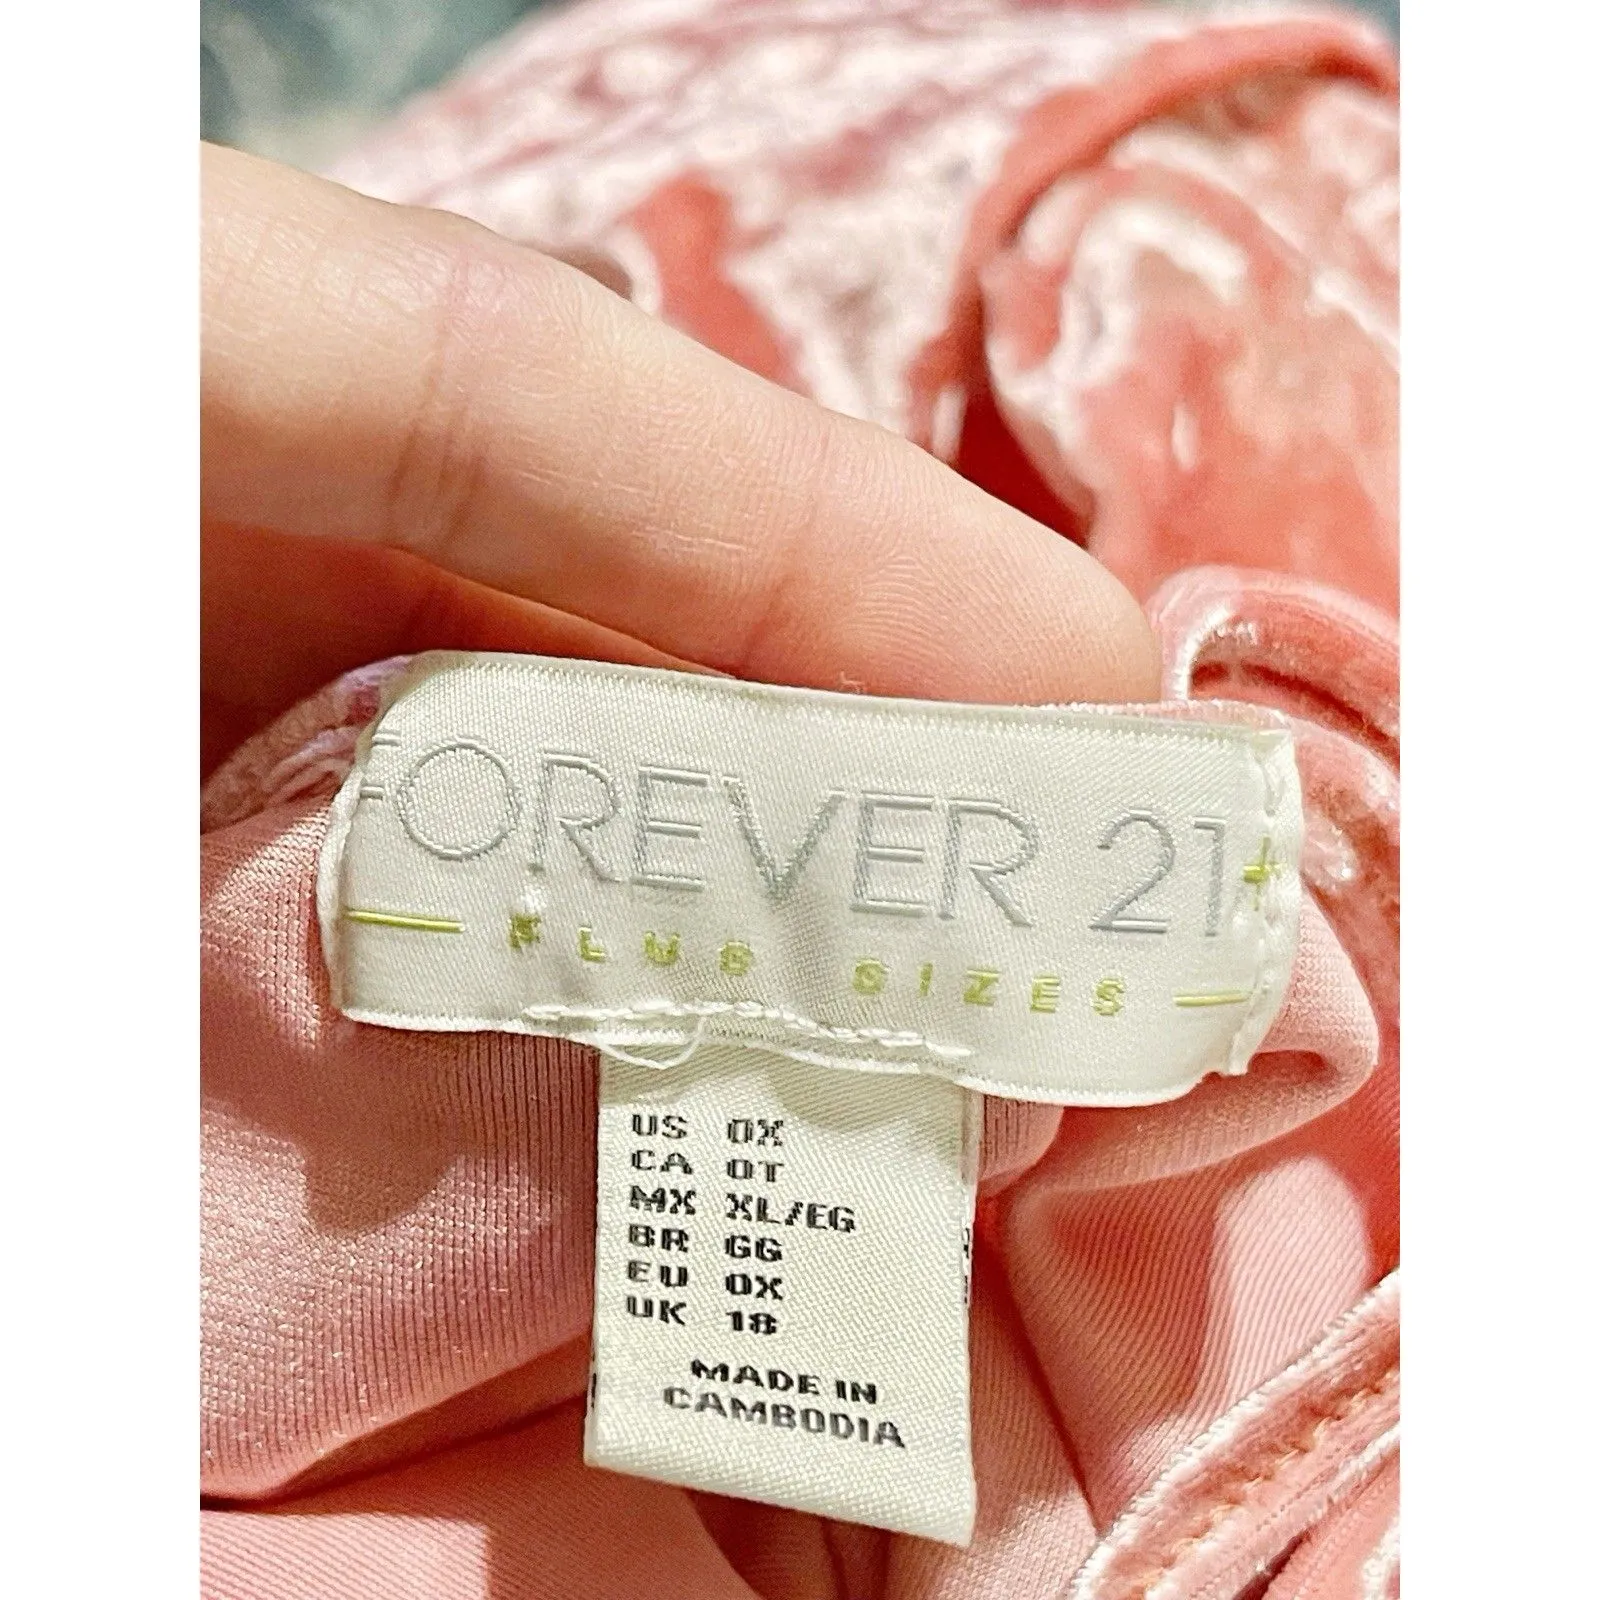 FOREVER 21+
PLUS SIZES
US 0X
CA 0T
MX XL/EG
BR GG
EU 0X
UK 18
MADE IN
CAMBODIA